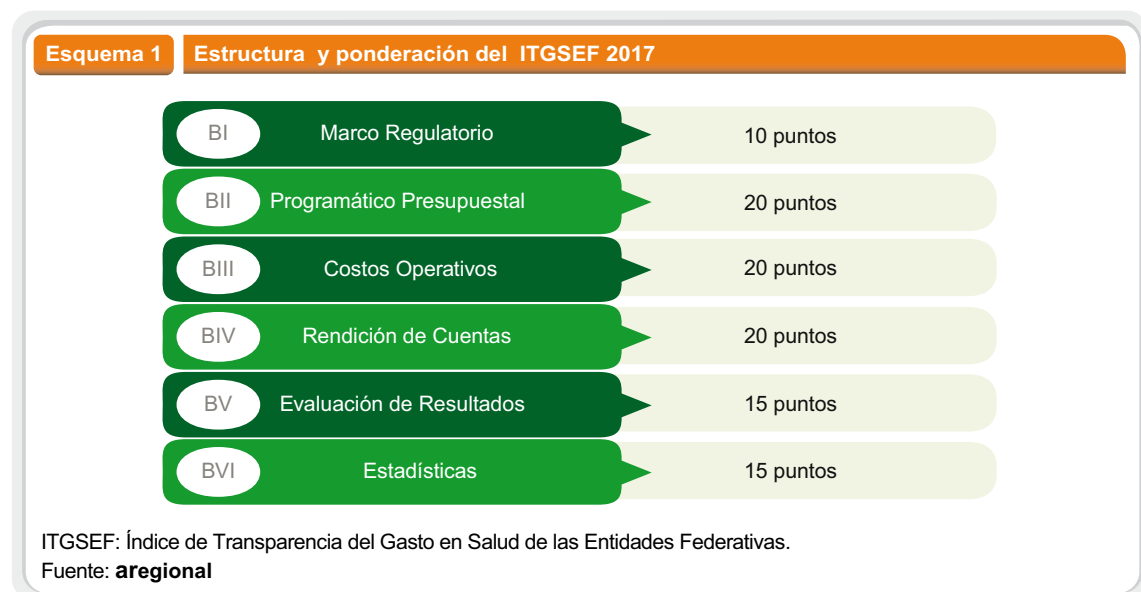 Esquema 1 Estructura y ponderación del ITGSEF 2017
BI Marco Regulatorio 10 puntos
BII Programático Presupuestal 20 puntos
BIII Costos Operativos 20 puntos
BIV Rendición de Cuentas 20 puntos
BV Evaluación de Resultados 15 puntos
BVI Estadísticas 15 puntos
ITGSEF: Índice de Transparencia del Gasto en Salud de las Entidades Federativas.
Fuente: aregional